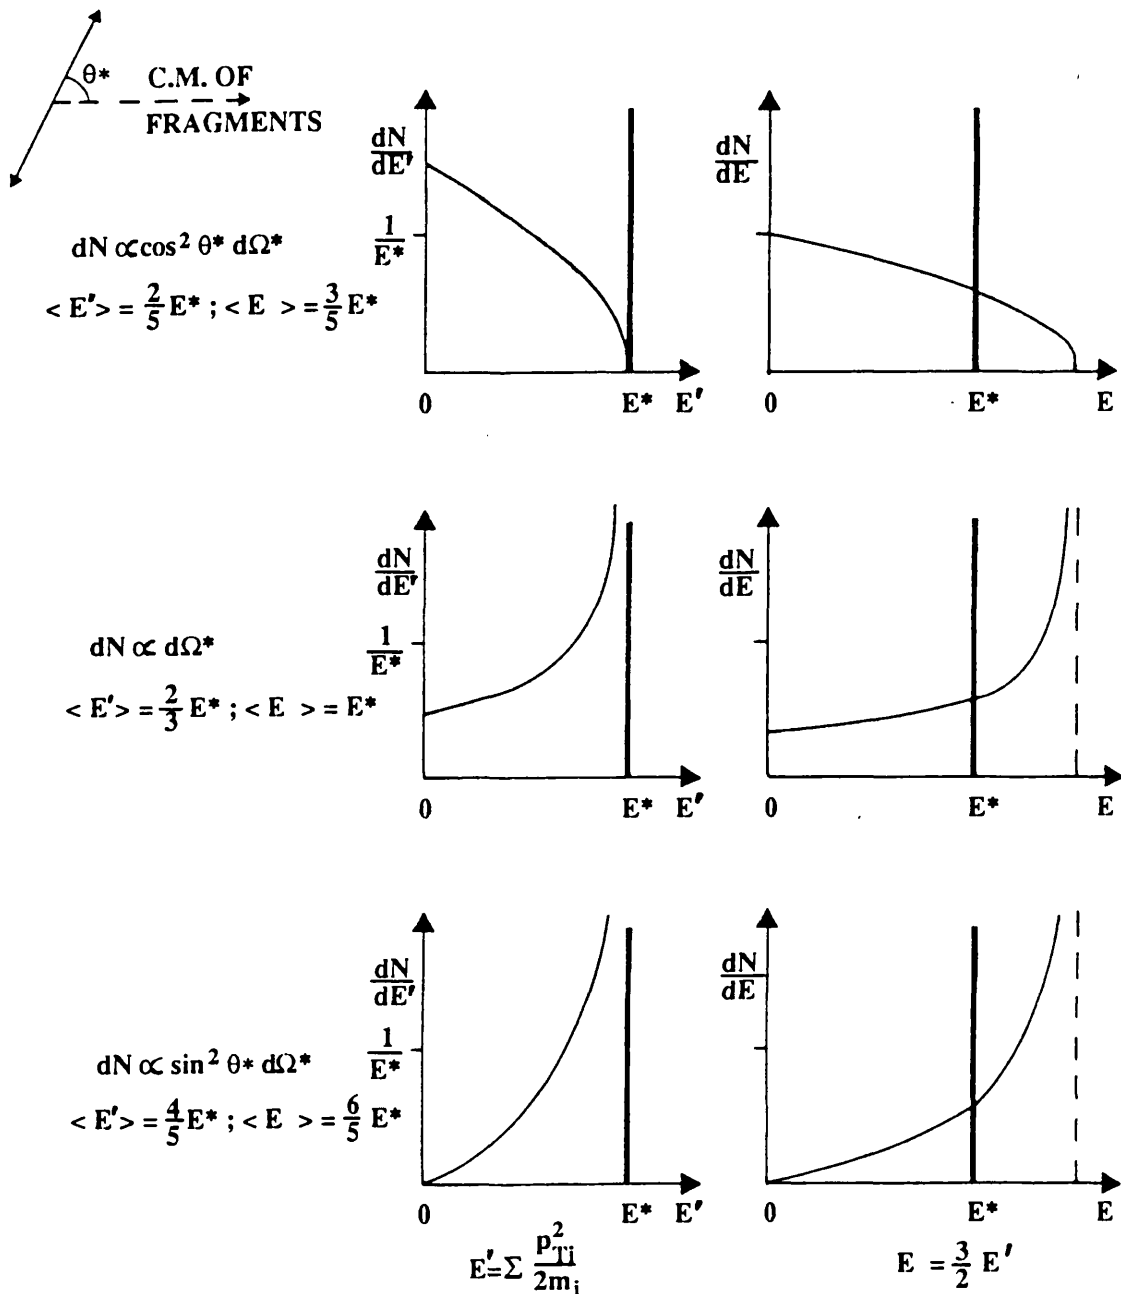 θ*
C.M. OF
FRAGMENTS
dN/dE'
1/E*
0 E* E'
dN/dE
0 E* E
dN ∝ cos² θ* dΩ*
< E' > = 2/5 E* ; < E > = 3/5 E*
dN/dE'
1/E*
0 E* E'
dN/dE
0 E* E
dN ∝ dΩ*
< E' > = 2/3 E* ; < E > = E*
dN/dE'
1/E*
0 E* E'
dN/dE
0 E* E
dN ∝ sin² θ* dΩ*
< E' > = 4/5 E* ; < E > = 6/5 E*
E' = Σ p²_Ti / 2m_i
E = 3/2 E'